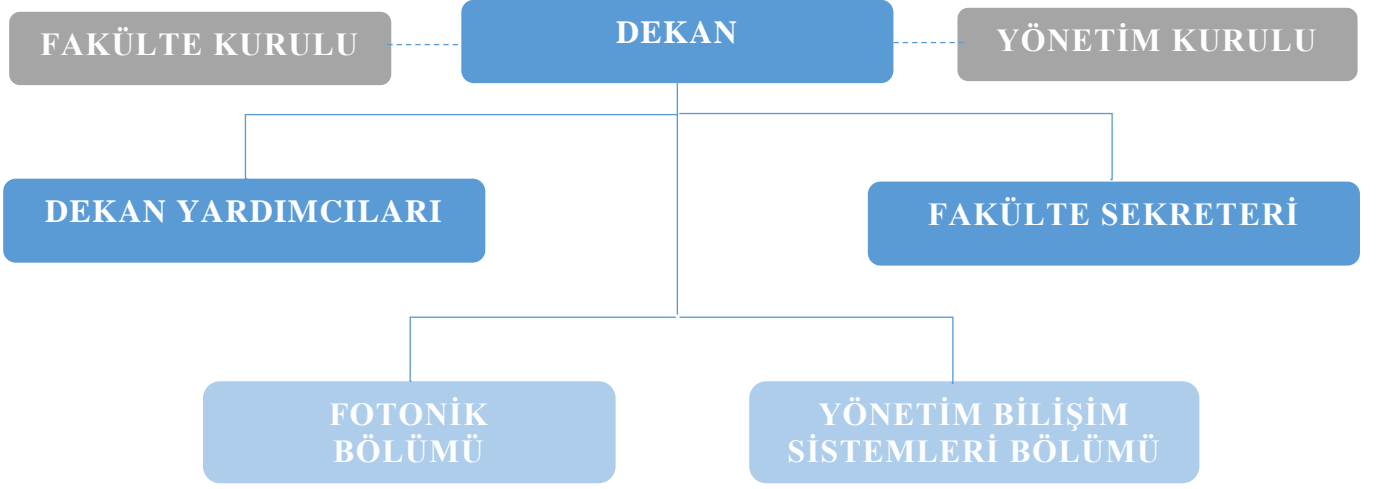 FAKÜLTE KURULU
DEKAN
YÖNETİM KURULU
DEKAN YARDIMCILARI
FAKÜLTE SEKRETERİ
FOTONİK
BÖLÜMÜ
YÖNETİM BİLİŞİM
SİSTEMLERİ BÖLÜMÜ